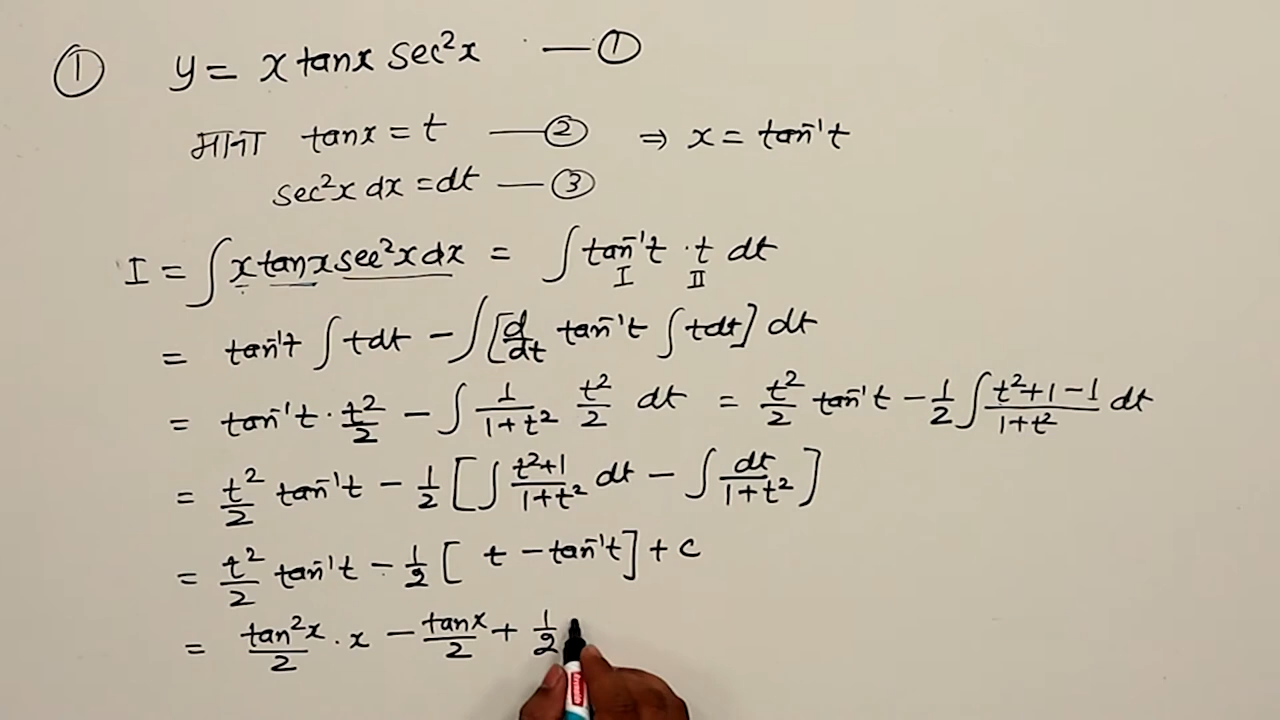 ① y = x tanx sec²x — ①
माना tanx = t — ② ⇒ x = tan⁻¹t
sec²x dx = dt — ③
I = ∫ x tanx sec²x dx = ∫ tan⁻¹t · t dt
I II
= tan⁻¹t ∫ t dt − ∫ [d/dt tan⁻¹t ∫ t dt] dt
= tan⁻¹t · t²/2 − ∫ 1/(1+t²) t²/2 dt = t²/2 tan⁻¹t − 1/2 ∫ (t²+1−1)/(1+t²) dt
= t²/2 tan⁻¹t − 1/2 [∫ (t²+1)/(1+t²) dt − ∫ dt/(1+t²)]
= t²/2 tan⁻¹t − 1/2 [t − tan⁻¹t] + c
= tan²x/2 · x − tanx/2 + 1/2